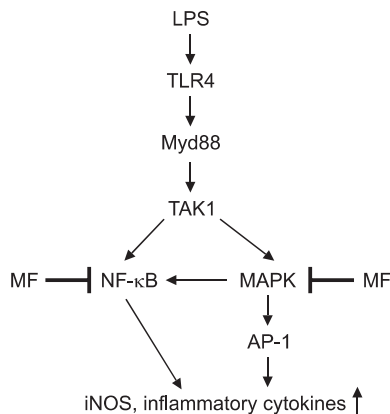 LPS
TLR4
Myd88
TAK1
MF NF-κB MAPK MF
AP-1
iNOS, inflammatory cytokines